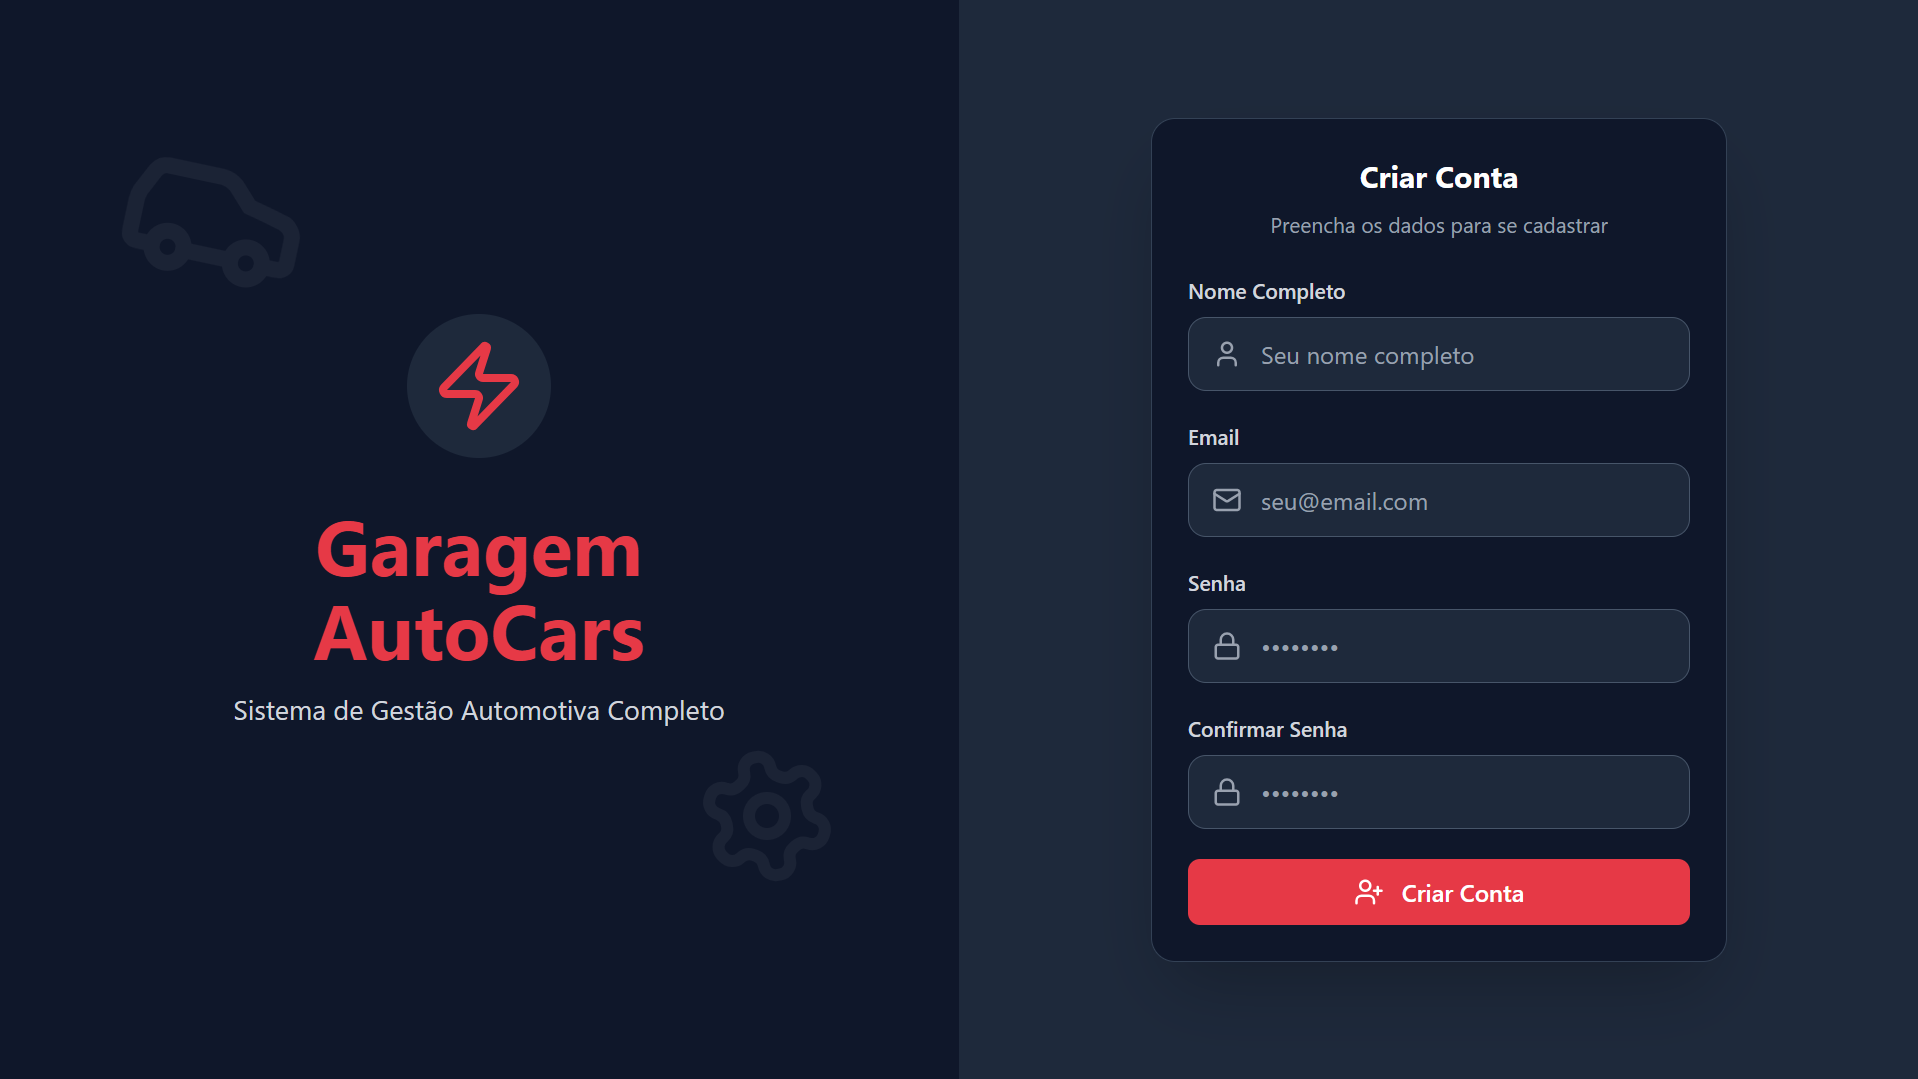 Garagem
AutoCars
Sistema de Gestão Automotiva Completo
Criar Conta
Preencha os dados para se cadastrar
Nome Completo
Seu nome completo
Email
seu@email.com
Senha
••••••••
Confirmar Senha
••••••••
Criar Conta